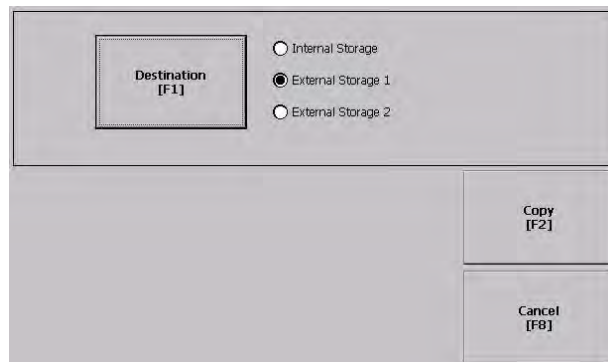 Destination
[F1]
Internal Storage
External Storage 1
External Storage 2
Copy
[F2]
Cancel
[F8]